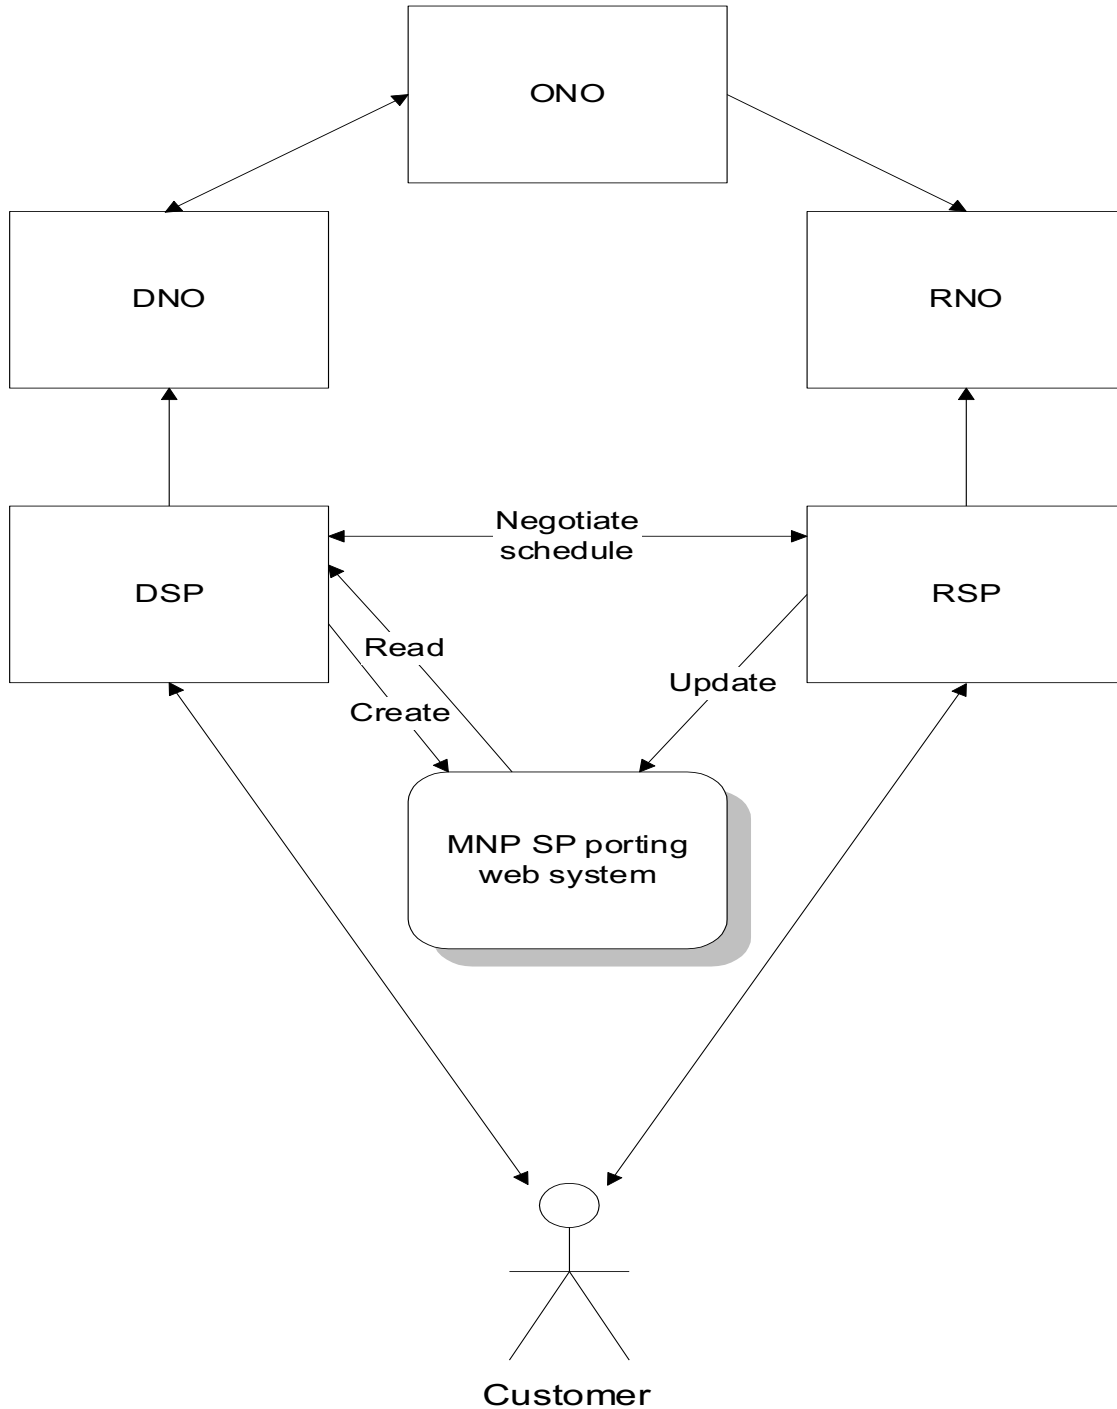 ONO
DNO
RNO
Negotiate
schedule
DSP
RSP
Read
Update
Create
MNP SP porting
web system
Customer